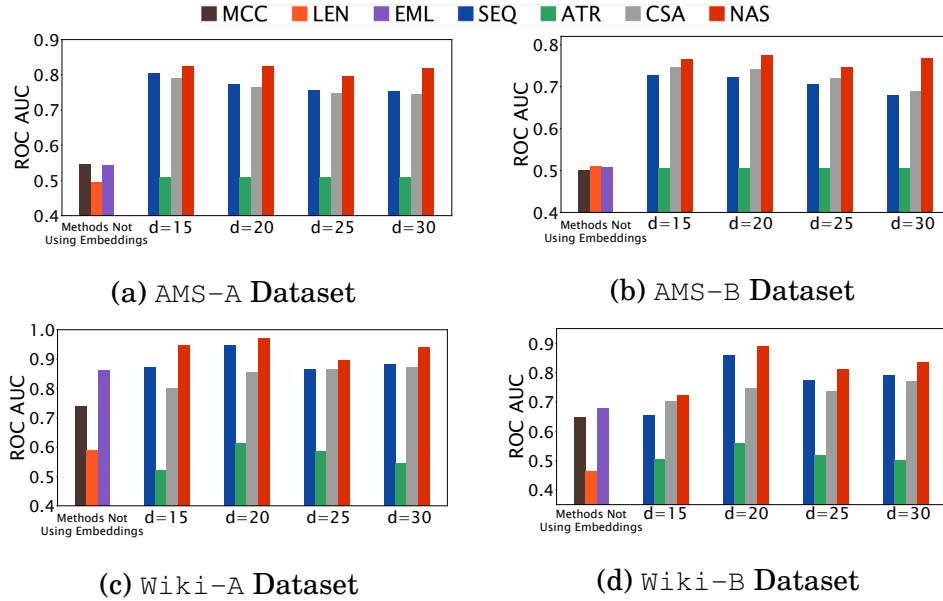 MCC LEN EML SEQ ATR CSA NAS
ROC AUC
0.9
0.8
0.7
0.6
0.5
0.4
Methods Not
Using Embeddings
d=15 d=20 d=25 d=30
(a) AMS-A Dataset
ROC AUC
0.8
0.7
0.6
0.5
0.4
Methods Not
Using Embeddings
d=15 d=20 d=25 d=30
(b) AMS-B Dataset
ROC AUC
1.0
0.9
0.8
0.7
0.6
0.5
0.4
Methods Not
Using Embeddings
d=15 d=20 d=25 d=30
(c) Wiki-A Dataset
ROC AUC
0.9
0.8
0.7
0.6
0.5
0.4
Methods Not
Using Embeddings
d=15 d=20 d=25 d=30
(d) Wiki-B Dataset